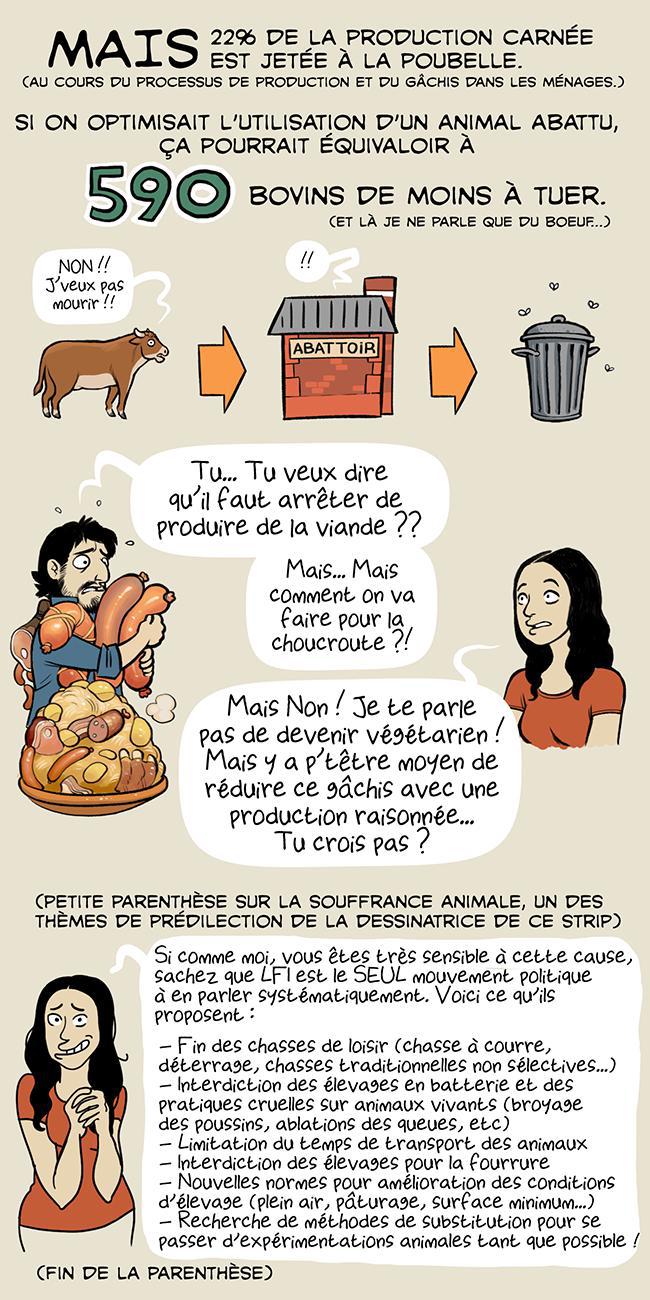 MAIS 22% DE LA PRODUCTION CARNÉE
EST JETÉE À LA POUBELLE.
(AU COURS DU PROCESSUS DE PRODUCTION ET DU GÂCHIS DANS LES MÉNAGES.)
SI ON OPTIMISAIT L'UTILISATION D'UN ANIMAL ABATTU,
ÇA POURRAIT ÉQUIVALOIR À
590 BOVINS DE MOINS À TUER.
(ET LÀ JE NE PARLE QUE DU BOEUF...)
NON !!
J'veux pas
mourir !!
!!
ABATTOIR
Tu... Tu veux dire
qu'il faut arrêter de
produire de la viande ??
Mais... Mais
comment on va
faire pour la
choucroute ?!
Mais Non ! Je te parle
pas de devenir végétarien !
Mais y a p'têtre moyen de
réduire ce gâchis avec une
production raisonnée...
Tu crois pas ?
(PETITE PARENTHÈSE SUR LA SOUFFRANCE ANIMALE, UN DES
THÈMES DE PRÉDILECTION DE LA DESSINATRICE DE CE STRIP)
Si comme moi, vous êtes très sensible à cette cause,
sachez que LFI est le SEUL mouvement politique
à en parler systématiquement. Voici ce qu'ils
proposent :
– Fin des chasses de loisir (chasse à courre,
déterrage, chasses traditionnelles non sélectives...)
– Interdiction des élevages en batterie et des
pratiques cruelles sur animaux vivants (broyage
des poussins, ablations des queues, etc)
– Limitation du temps de transport des animaux
– Interdiction des élevages pour la fourrure
– Nouvelles normes pour amélioration des conditions
d'élevage (plein air, pâturage, surface minimum...)
– Recherche de méthodes de substitution pour se
passer d'expérimentations animales tant que possible !
(FIN DE LA PARENTHÈSE)